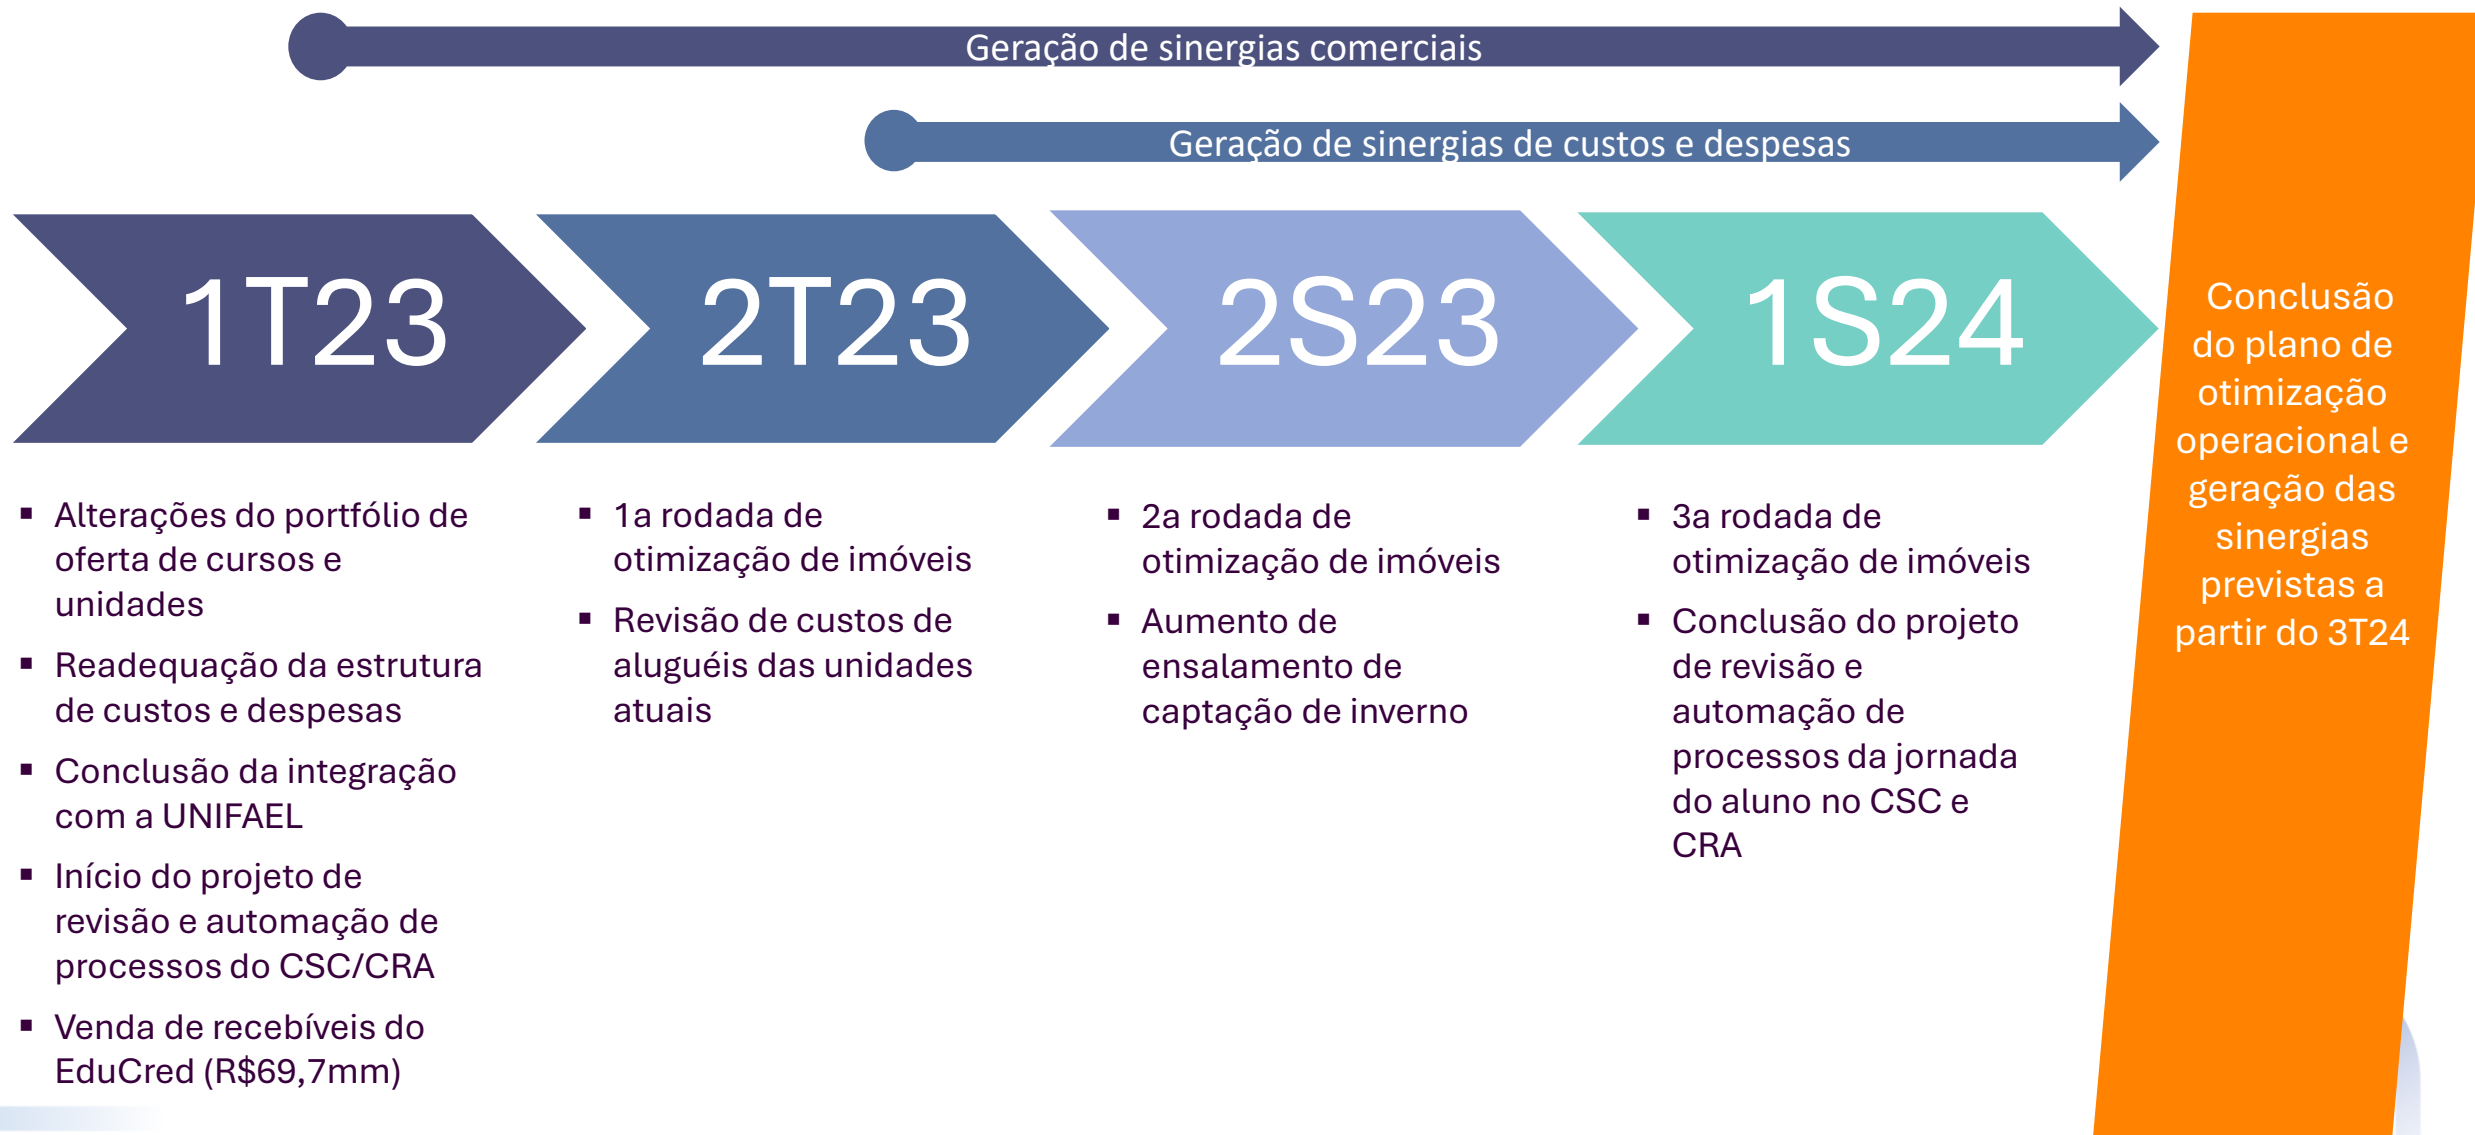 Geração de sinergias comerciais
Geração de sinergias de custos e despesas
1T23
2T23
2S23
1S24
▪ Alterações do portfólio de
oferta de cursos e
unidades
▪ Readequação da estrutura
de custos e despesas
▪ Conclusão da integração
com a UNIFAEL
▪ Início do projeto de
revisão e automação de
processos do CSC/CRA
▪ Venda de recebíveis do
EduCred (R$69,7mm)
▪ 1a rodada de
otimização de imóveis
▪ Revisão de custos de
aluguéis das unidades
atuais
▪ 2a rodada de
otimização de imóveis
▪ Aumento de
ensalamento de
captação de inverno
▪ 3a rodada de
otimização de imóveis
▪ Conclusão do projeto
de revisão e
automação de
processos da jornada
do aluno no CSC e
CRA
Conclusão
do plano de
otimização
operacional e
geração das
sinergias
previstas a
partir do 3T24